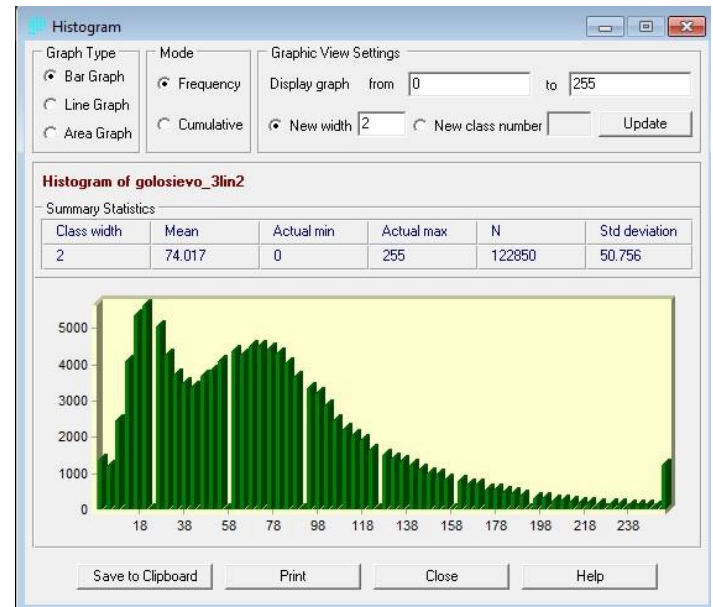 Histogram
Graph Type
Bar Graph
Line Graph
Area Graph
Mode
Frequency
Cumulative
Graphic View Settings
Display graph from 0 to 255
New width 2 New class number Update
Histogram of golosievo_3lin2
Summary Statistics
Class width Mean Actual min Actual max N Std deviation
2 74.017 0 255 122850 50.756
5000
4000
3000
2000
1000
0
18 38 58 78 98 118 138 158 178 198 218 238
Save to Clipboard Print Close Help